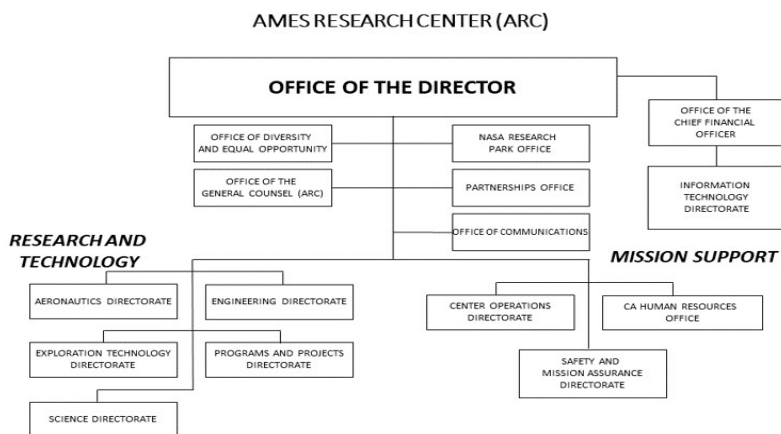 AMES RESEARCH CENTER (ARC)
OFFICE OF THE DIRECTOR
OFFICE OF THE
CHIEF FINANCIAL
OFFICER
OFFICE OF DIVERSITY
AND EQUAL OPPORTUNITY
NASA RESEARCH
PARK OFFICE
OFFICE OF THE
GENERAL COUNSEL (ARC)
PARTNERSHIPS OFFICE
INFORMATION
TECHNOLOGY
DIRECTORATE
OFFICE OF COMMUNICATIONS
RESEARCH AND
TECHNOLOGY
MISSION SUPPORT
AERONAUTICS DIRECTORATE
ENGINEERING DIRECTORATE
CENTER OPERATIONS
DIRECTORATE
CA HUMAN RESOURCES
OFFICE
EXPLORATION TECHNOLOGY
DIRECTORATE
PROGRAMS AND PROJECTS
DIRECTORATE
SAFETY AND
MISSION ASSURANCE
DIRECTORATE
SCIENCE DIRECTORATE